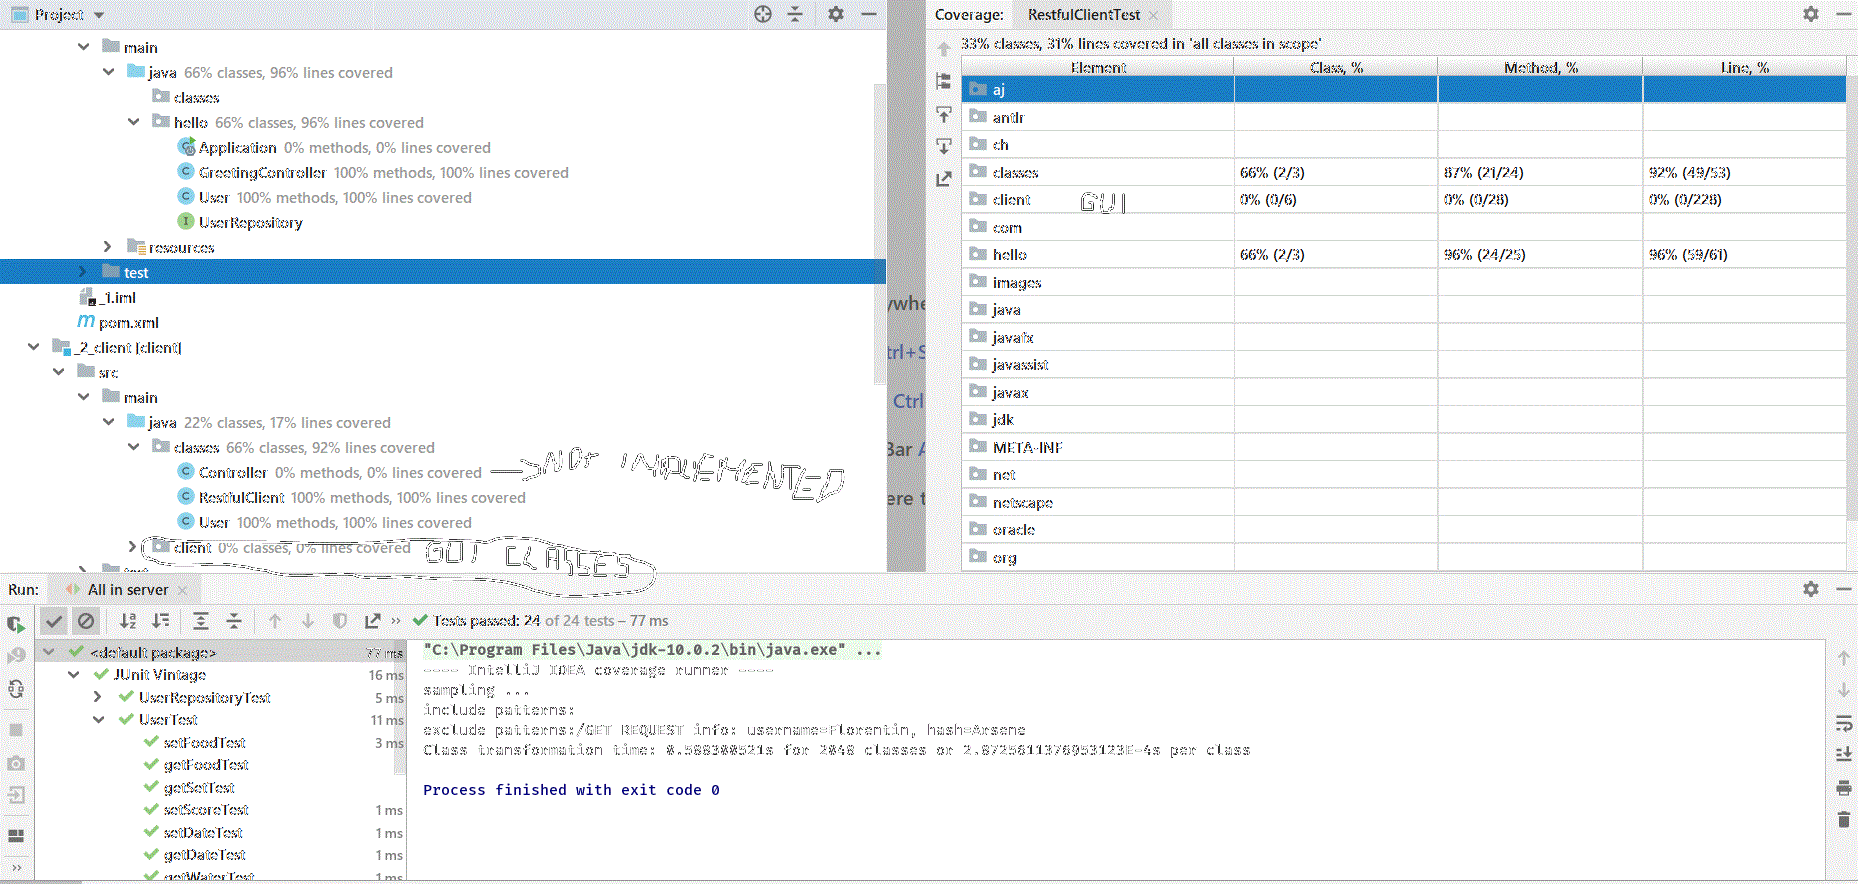 Project
main
java 66% classes, 96% lines covered
classes
hello 66% classes, 96% lines covered
Application 0% methods, 0% lines covered
GreetingController 100% methods, 100% lines covered
User 100% methods, 100% lines covered
UserRepository
resources
test
_1.iml
pom.xml
_2_client [client]
src
main
java 22% classes, 17% lines covered
classes 66% classes, 92% lines covered
Controller 0% methods, 0% lines covered NOt IMPLEMENTED
RestfulClient 100% methods, 100% lines covered
User 100% methods, 100% lines covered
client 0% classes, 0% lines covered GUI CLASSES
Ctrl
Bar A
ere t
Coverage: RestfulClientTest
33% classes, 31% lines covered in 'all classes in scope'
Element Class, % Method, % Line, %
aj
antlr
ch
classes 66% (2/3) 87% (21/24) 92% (49/53)
client GUI 0% (0/6) 0% (0/28) 0% (0/228)
com
hello 66% (2/3) 96% (24/25) 96% (59/61)
images
java
javafx
javassist
javax
jdk
META-INF
net
netscape
oracle
org
Run: All in server
Tests passed: 24 of 24 tests – 77 ms
<default package> 77 ms
JUnit Vintage 16 ms
UserRepositoryTest 5 ms
UserTest 11 ms
setFoodTest 3 ms
getFoodTest
getSetTest
setScoreTest 1 ms
setDateTest 1 ms
getDateTest 1 ms
getWaterTest 1 ms
"C:\Program Files\Java\jdk-10.0.2\bin\java.exe" ...
---- IntelliJ IDEA coverage runner ----
sampling ...
include patterns:
exclude patterns:/GET REQUEST info: username=Florentin, hash=Arsene
Class transformation time: 0.588300521s for 2048 classes or 2.8725611376953123E-4s per class
Process finished with exit code 0